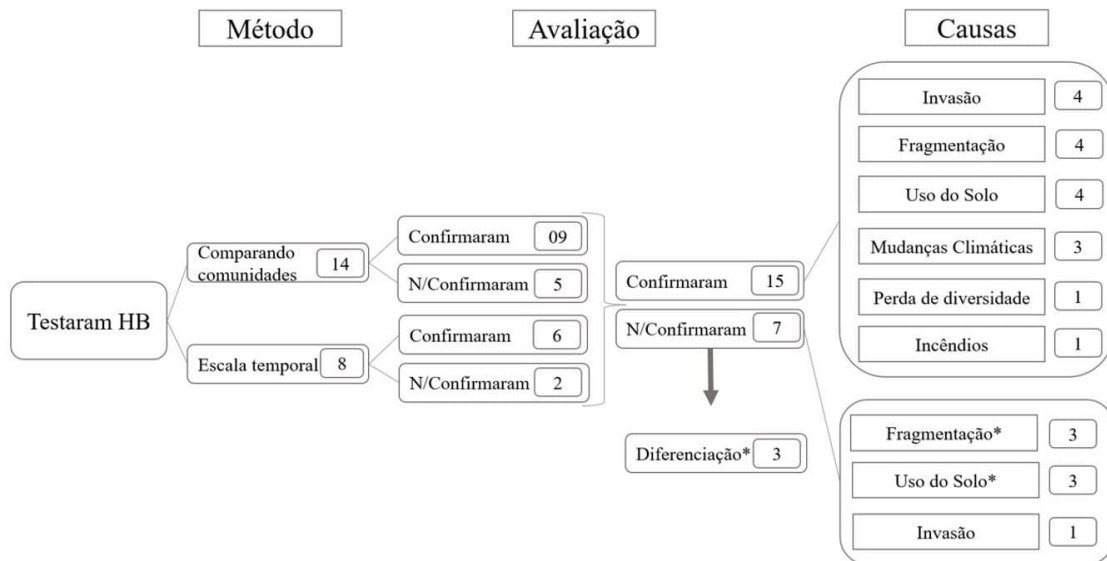 Método
Avaliação
Causas
Testaram HB
Comparando
comunidades
14
Escala temporal
8
Confirmaram
09
N/Confirmaram
5
Confirmaram
6
N/Confirmaram
2
Confirmaram
15
N/Confirmaram
7
Diferenciação*
3
Invasão
4
Fragmentação
4
Uso do Solo
4
Mudanças Climáticas
3
Perda de diversidade
1
Incêndios
1
Fragmentação*
3
Uso do Solo*
3
Invasão
1